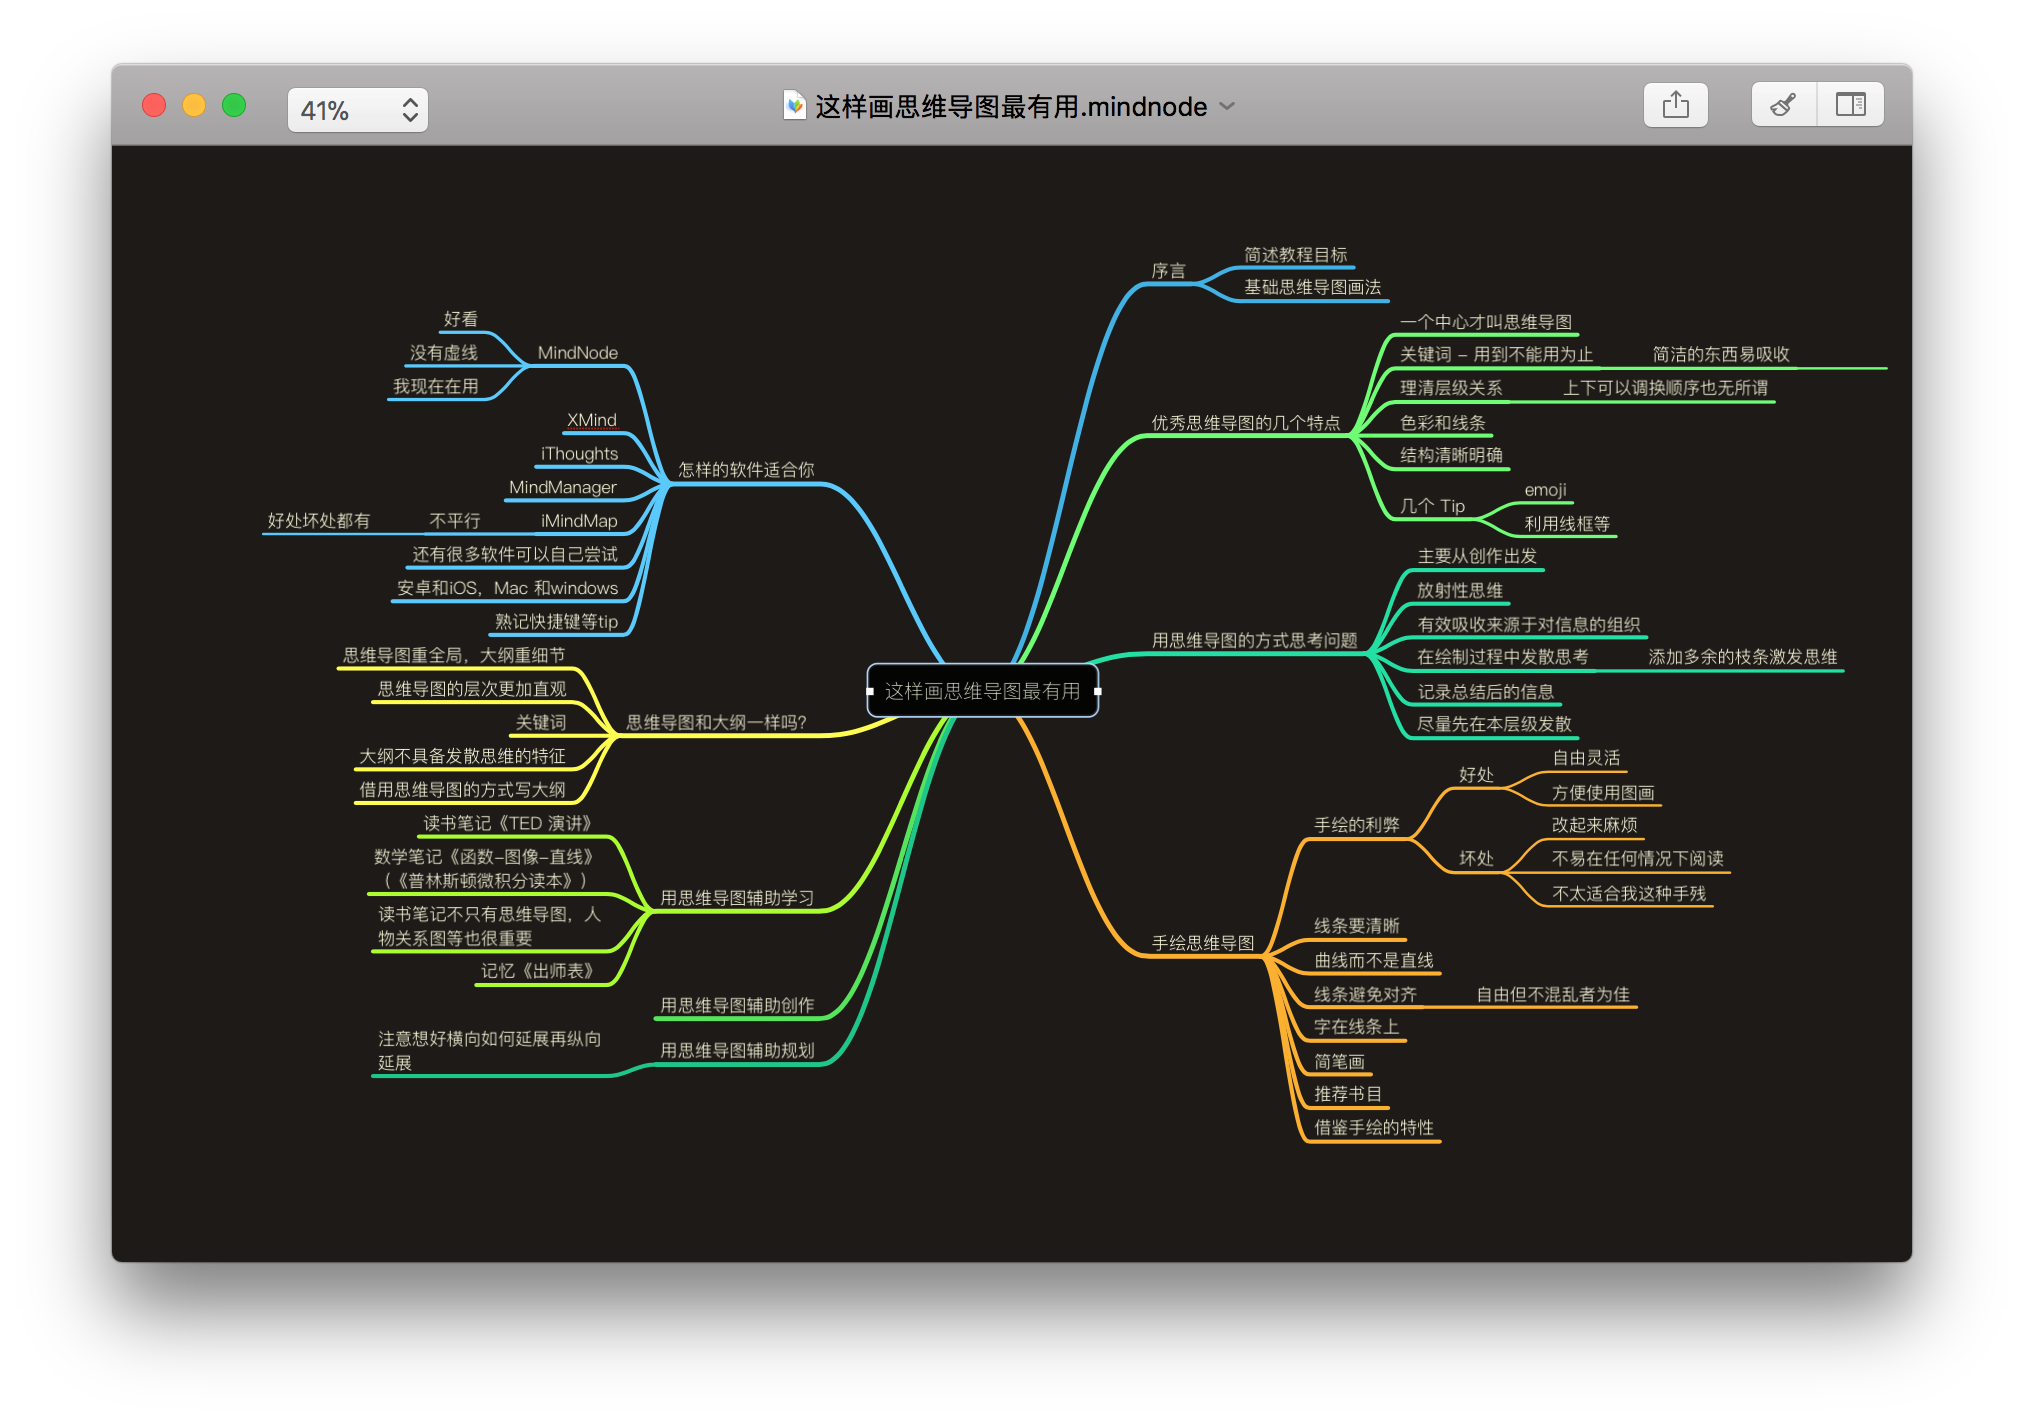 41%
这样画思维导图最有用.mindnode
这样画思维导图最有用
序言
简述教程目标
基础思维导图画法
优秀思维导图的几个特点
一个中心才叫思维导图
关键词 – 用到不能用为止
简洁的东西易吸收
理清层级关系
上下可以调换顺序也无所谓
色彩和线条
结构清晰明确
几个 Tip
emoji
利用线框等
用思维导图的方式思考问题
主要从创作出发
放射性思维
有效吸收来源于对信息的组织
在绘制过程中发散思考
添加多余的枝条激发思维
记录总结后的信息
尽量先在本层级发散
手绘思维导图
手绘的利弊
好处
自由灵活
方便使用图画
坏处
改起来麻烦
不易在任何情况下阅读
不太适合我这种手残
线条要清晰
曲线而不是直线
线条避免对齐
自由但不混乱者为佳
字在线条上
简笔画
推荐书目
借鉴手绘的特性
怎样的软件适合你
MindNode
好看
没有虚线
我现在在用
XMind
iThoughts
MindManager
iMindMap
不平行
好处坏处都有
还有很多软件可以自己尝试
安卓和iOS，Mac 和windows
熟记快捷键等tip
思维导图和大纲一样吗？
思维导图重全局，大纲重细节
思维导图的层次更加直观
关键词
大纲不具备发散思维的特征
借用思维导图的方式写大纲
用思维导图辅助学习
读书笔记《TED 演讲》
数学笔记《函数–图像–直线》
（《普林斯顿微积分读本》）
读书笔记不只有思维导图，人
物关系图等也很重要
记忆《出师表》
用思维导图辅助创作
用思维导图辅助规划
注意想好横向如何延展再纵向
延展